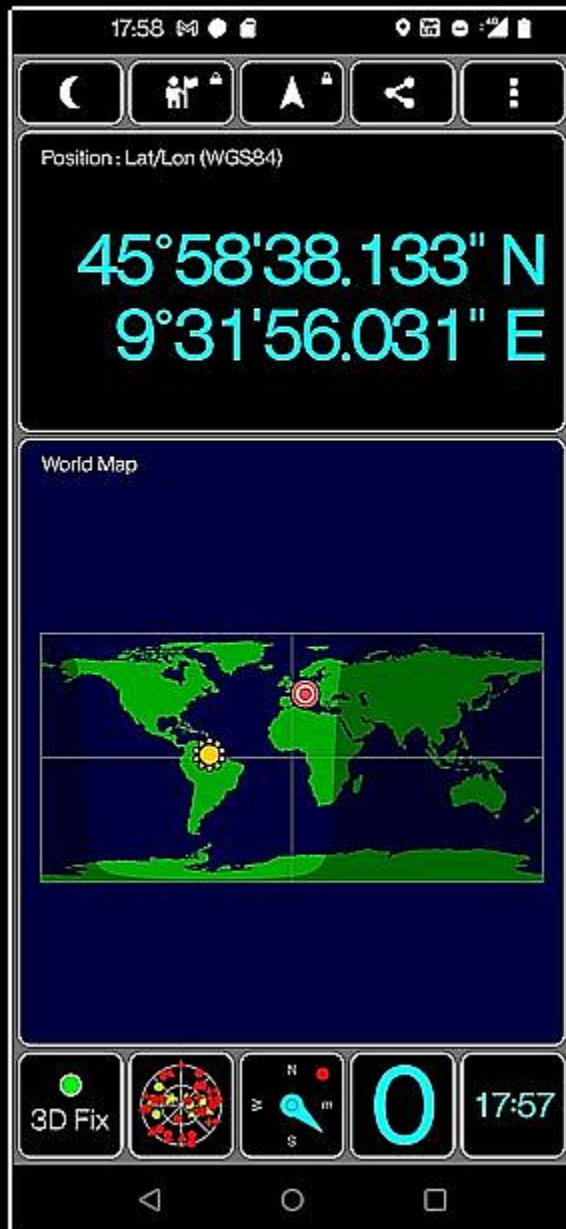 17:58
Position : Lat/Lon (WGS84)
45°58'38.133" N
9°31'56.031" E
World Map
3D Fix
N
W
E
S
0
17:57